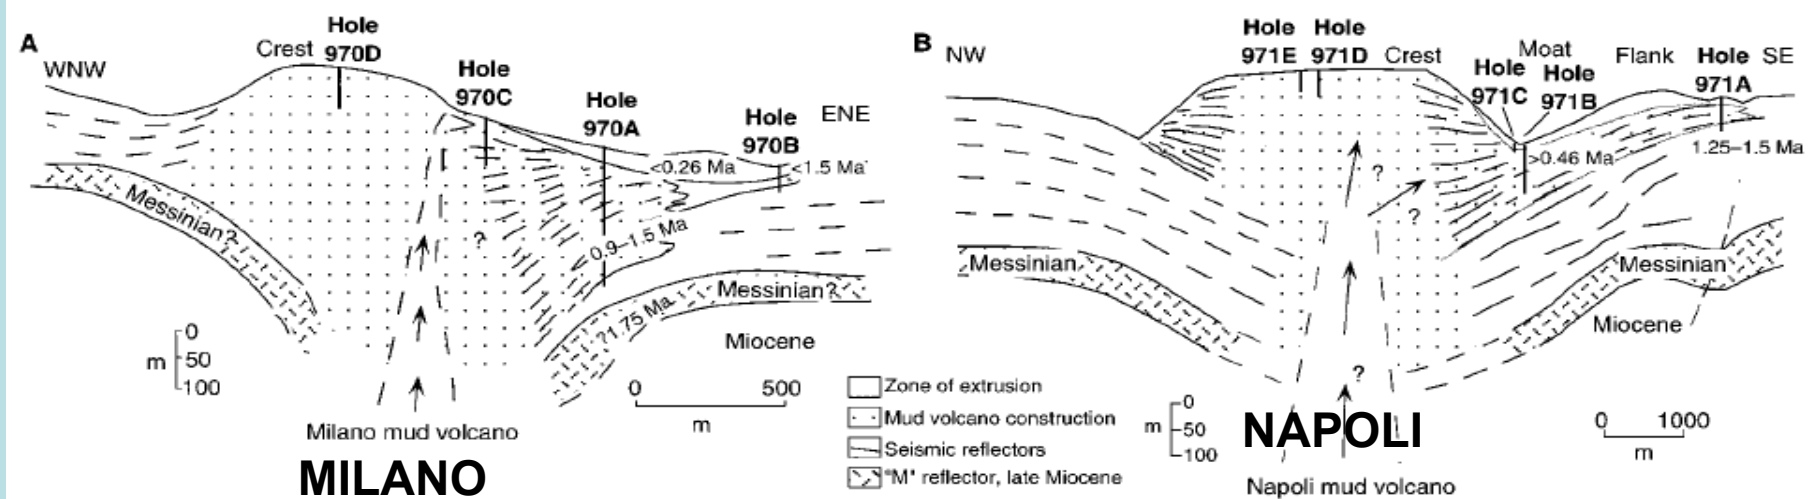 A
WNW
Crest
Hole
970D
Hole
970C
Hole
970A
Hole
970B
ENE
<0.26 Ma
<1.5 Ma
Messinian?
?
0.9–1.5 Ma
?1.75 Ma
Messinian?
Miocene
0
m 50
100
0 500
m
Milano mud volcano
MILANO
Zone of extrusion
Mud volcano construction
Seismic reflectors
"M" reflector, late Miocene
B
NW
Hole
971E
Hole
971D
Crest
Hole
971C
Moat
Hole
971B
Flank
Hole
971A
SE
>0.46 Ma
1.25–1.5 Ma
?
?
Messinian
Messinian
Miocene
?
0
m 50
100
NAPOLI
0 1000
m
Napoli mud volcano